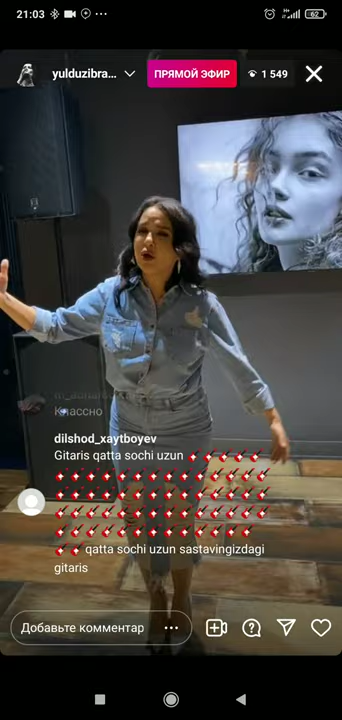 21:03
62
yulduzibra...
ПРЯМОЙ ЭФИР
1 549
Классно
dilshod_xaytboyev
Gitaris qatta sochi uzun 🎸🎸🎸🎸🎸
🎸🎸🎸🎸🎸🎸🎸🎸🎸🎸🎸🎸🎸🎸
🎸🎸🎸🎸🎸🎸🎸🎸🎸🎸🎸🎸🎸🎸
🎸🎸🎸🎸🎸🎸🎸🎸🎸🎸🎸🎸🎸🎸
🎸🎸🎸🎸🎸🎸🎸🎸🎸🎸🎸🎸🎸
🎸🎸 qatta sochi uzun sastavingizdagi
gitaris
Добавьте комментар